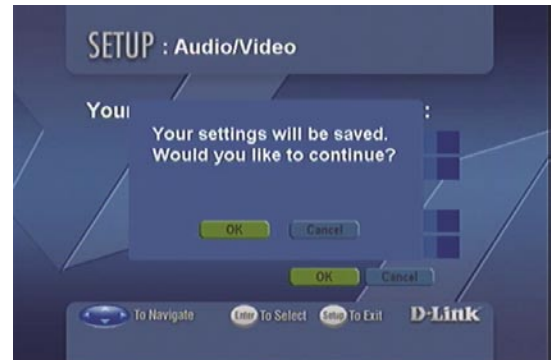 SETUP : Audio/Video
Your :
Your settings will be saved.
Would you like to continue?
OK Cancel
OK Cancel
To Navigate Enter To Select Setup To Exit D-Link